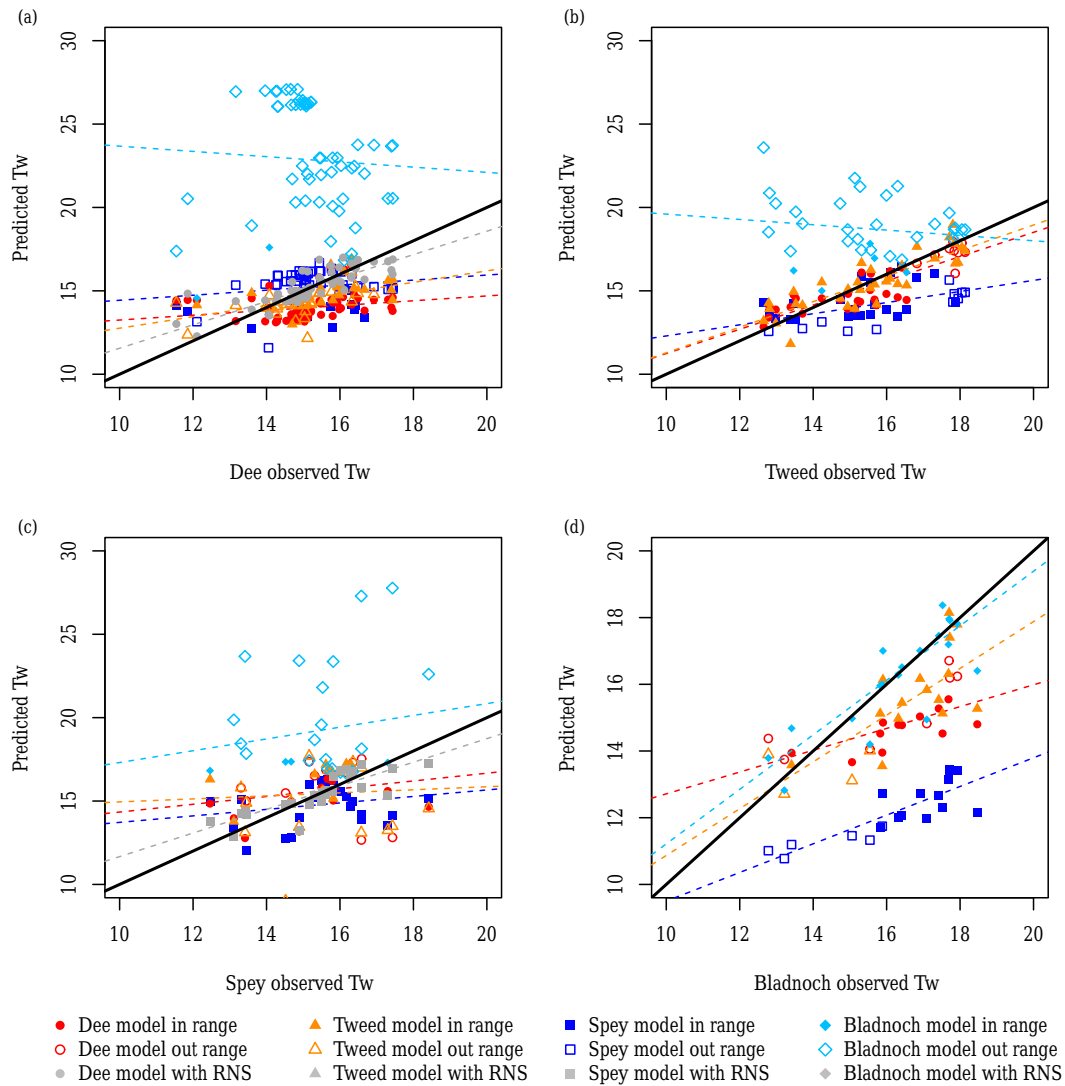 (a)
(b)
30
25
20
15
10
Predicted Tw
10 12 14 16 18 20
Dee observed Tw
30
25
20
15
10
Predicted Tw
10 12 14 16 18 20
Tweed observed Tw
(c)
(d)
30
25
20
15
10
Predicted Tw
10 12 14 16 18 20
Spey observed Tw
20
18
16
14
12
10
Predicted Tw
10 12 14 16 18 20
Bladnoch observed Tw
Dee model in range
Tweed model in range
Spey model in range
Bladnoch model in range
Dee model out range
Tweed model out range
Spey model out range
Bladnoch model out range
Dee model with RNS
Tweed model with RNS
Spey model with RNS
Bladnoch model with RNS